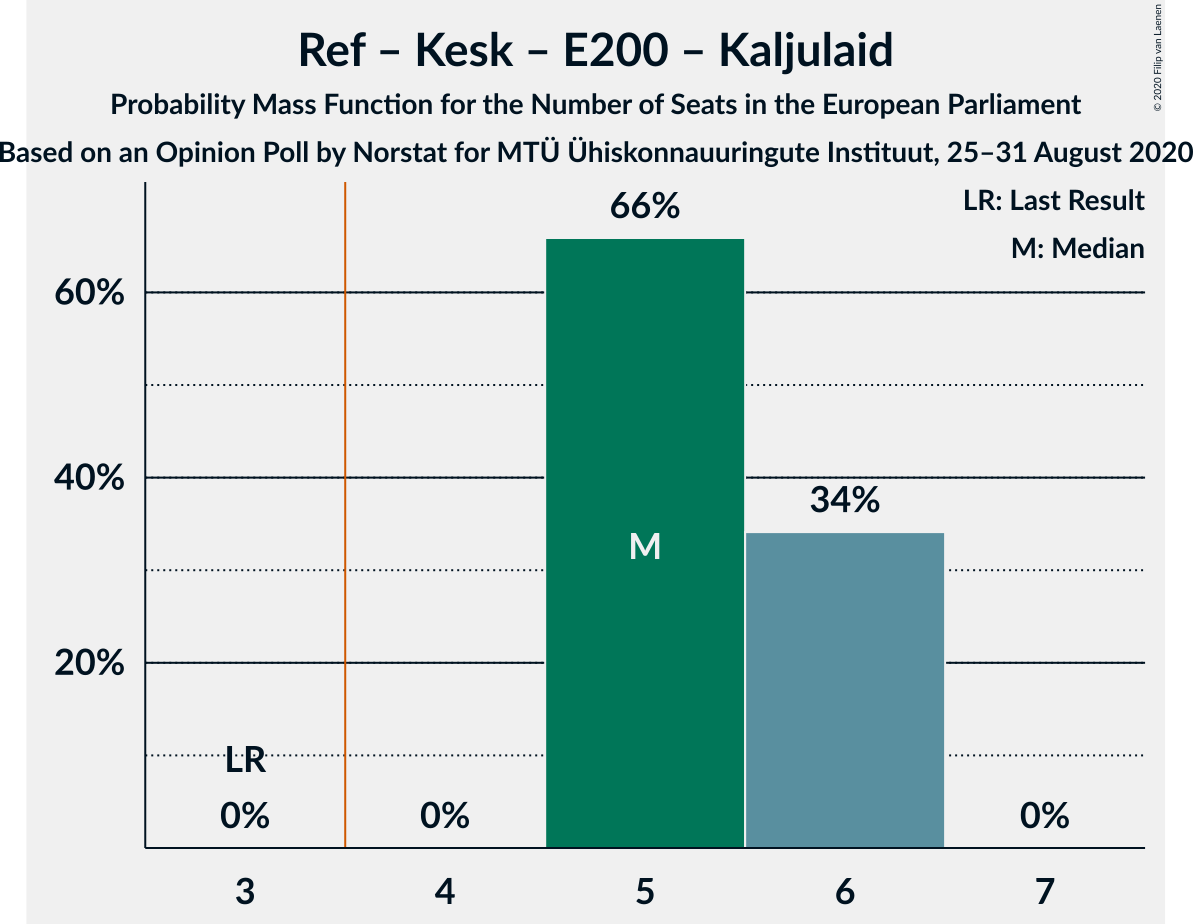 Ref – Kesk – E200 – Kaljulaid
Probability Mass Function for the Number of Seats in the European Parliament
Based on an Opinion Poll by Norstat for MTÜ Ühiskonnauuringute Instituut, 25–31 August 2020
© 2020 Filip van Laenen
LR: Last Result
M: Median
66%
60%
40%
34%
M
20%
LR
0%
0%
0%
3
4
5
6
7